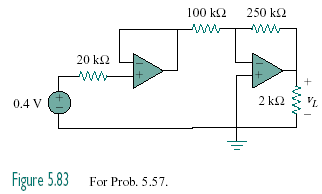 100 kΩ 250 kΩ
20 kΩ
− −
+ +
0.4 V + − 2 kΩ + vL −
Figure 5.83 For Prob. 5.57.